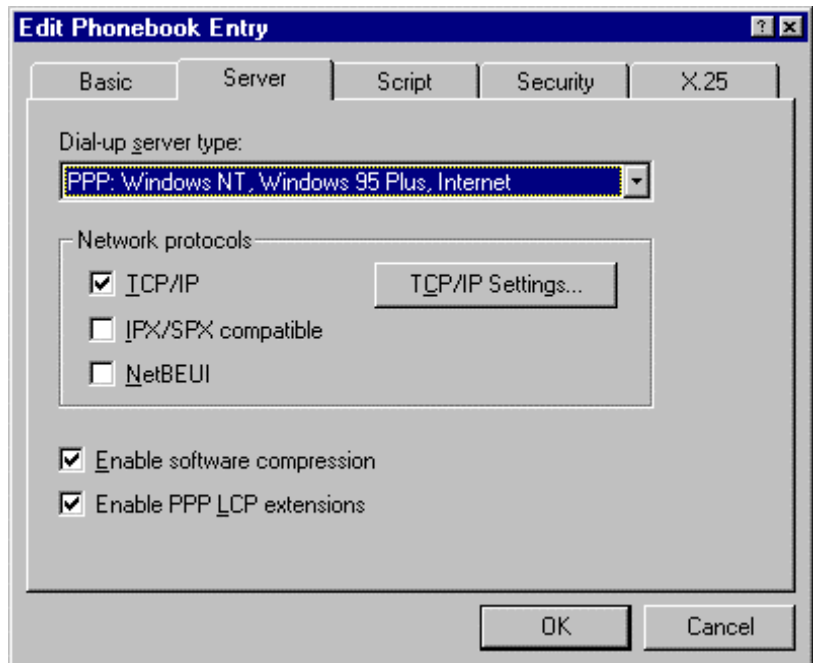 Edit Phonebook Entry
Basic Server Script Security X.25
Dial-up server type:
PPP: Windows NT, Windows 95 Plus, Internet
Network protocols
TCP/IP TCP/IP Settings...
IPX/SPX compatible
NetBEUI
Enable software compression
Enable PPP LCP extensions
OK Cancel